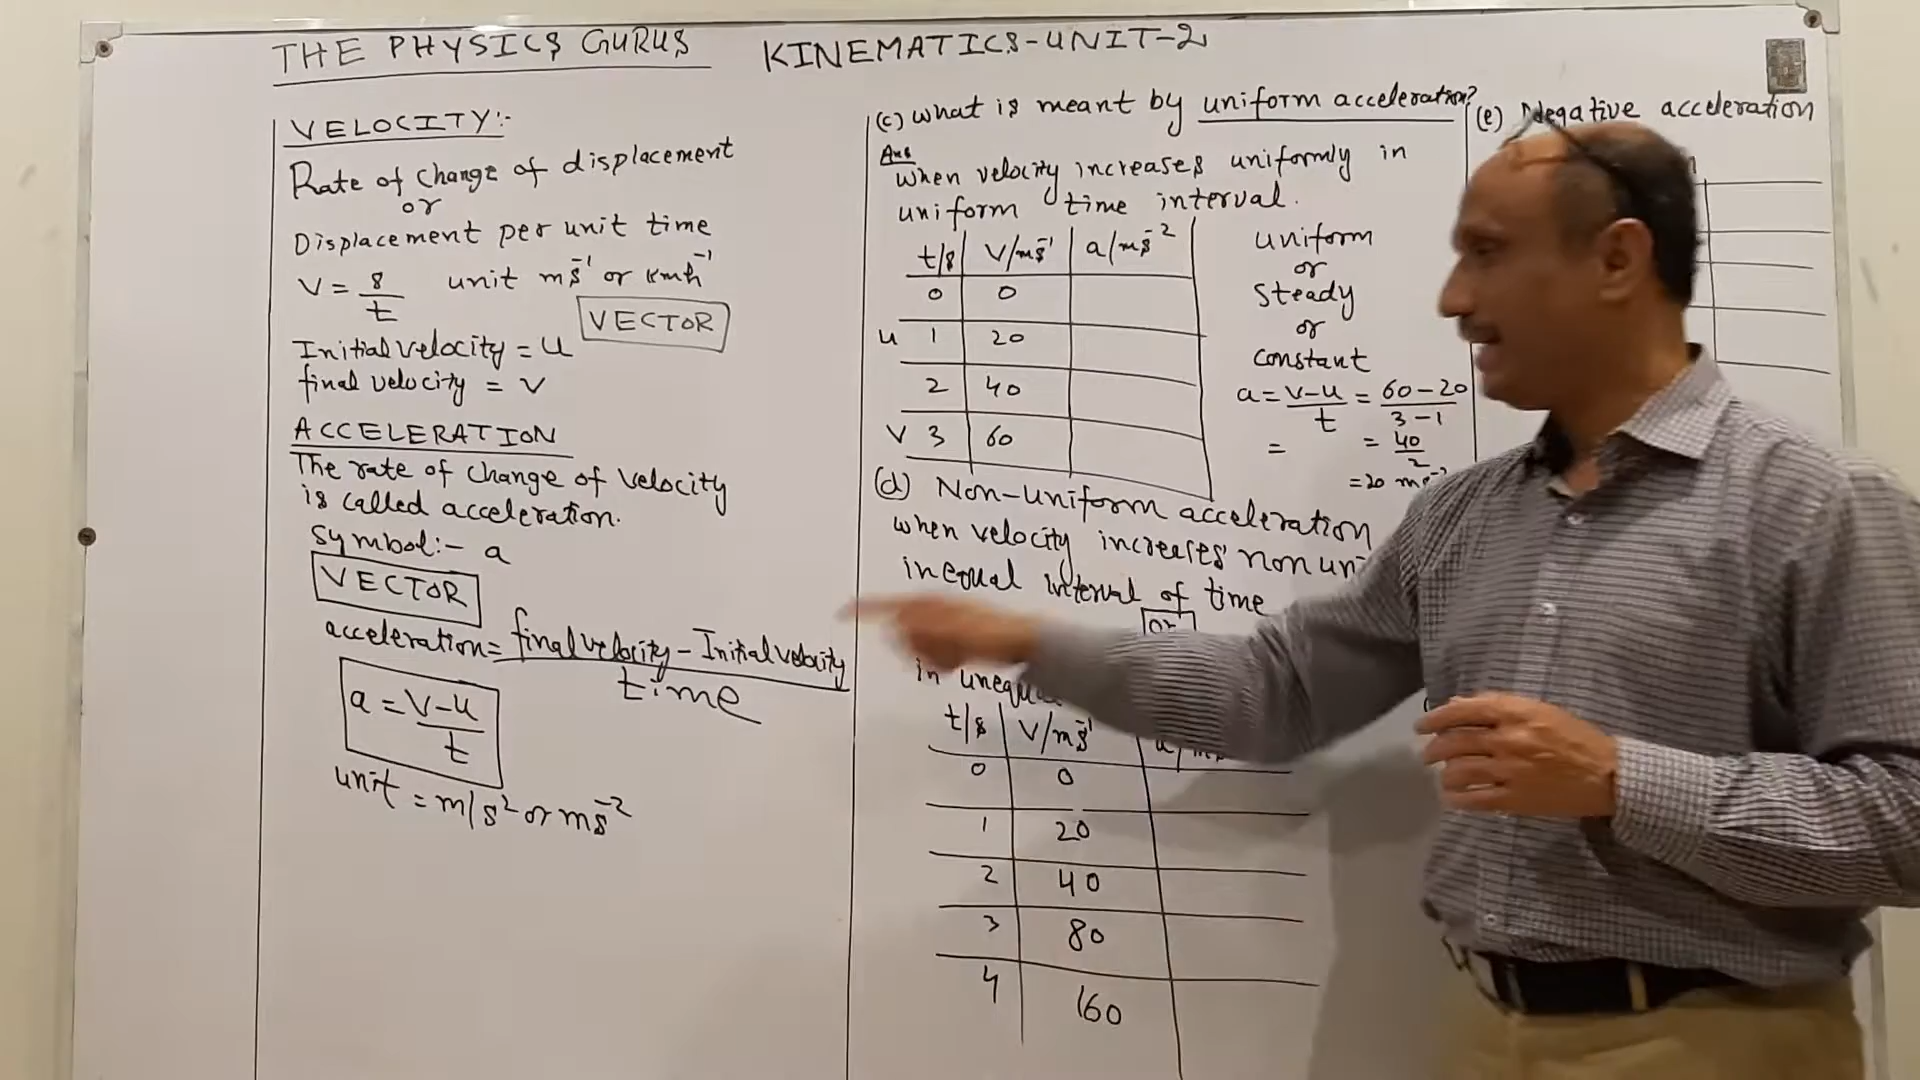 THE PHYSICS GURUS
KINEMATICS-UNIT-2
VELOCITY:-
Rate of change of displacement
or
Displacement per unit time
V = s/t unit ms⁻¹ or kmh⁻¹
VECTOR
Initial velocity = u
final velocity = v
ACCELERATION
The rate of change of velocity
is called acceleration.
Symbol:- a
VECTOR
acceleration = final velocity - Initial velocity
time
a = v-u
t
unit = m/s² or ms⁻²
(c) what is meant by uniform acceleration?
Ans
when velocity increases uniformly in
uniform time interval.
t/s V/ms⁻¹ a/ms⁻²
0 0
u 1 20
2 40
V 3 60
uniform
or
steady
or
constant
a = v-u/t = 60-20/3-1
= = 40/2
=20
(d) Non-uniform acceleration
when velocity increases non
in equal interval of time
or
in
t/s V/ms⁻¹
0 0
1 20
2 40
3 80
4 160
(e) Negative acceleration